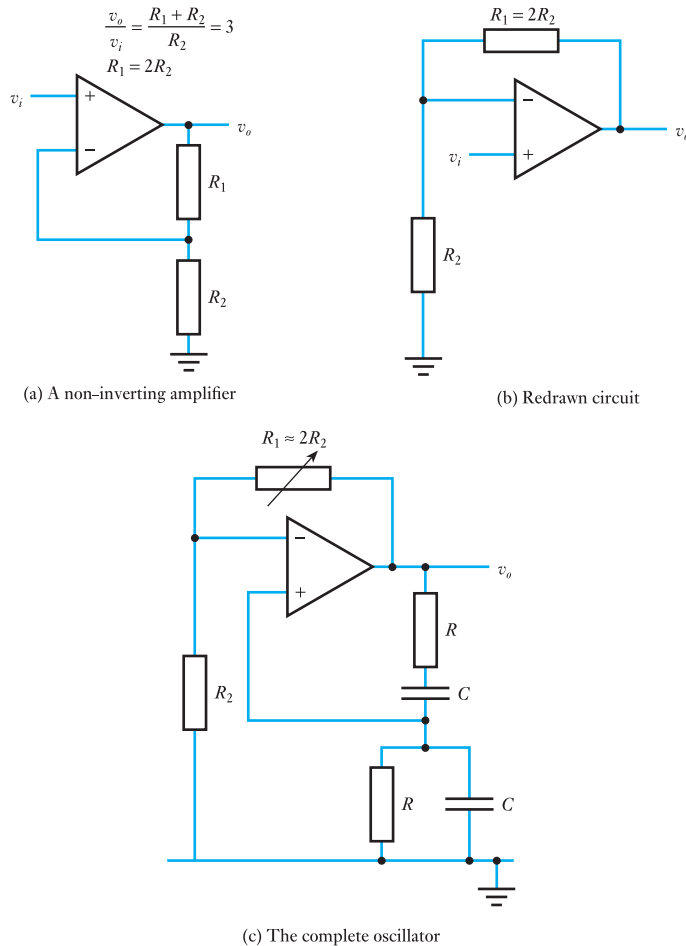 v_o/v_i = (R_1 + R_2)/R_2 = 3
R_1 = 2R_2
v_i
+
−
v_o
R_1
R_2
(a) A non–inverting amplifier
R_1 = 2R_2
−
+
v_i
R_2
(b) Redrawn circuit
R_1 ≈ 2R_2
−
+
v_o
R
C
R_2
R
C
(c) The complete oscillator